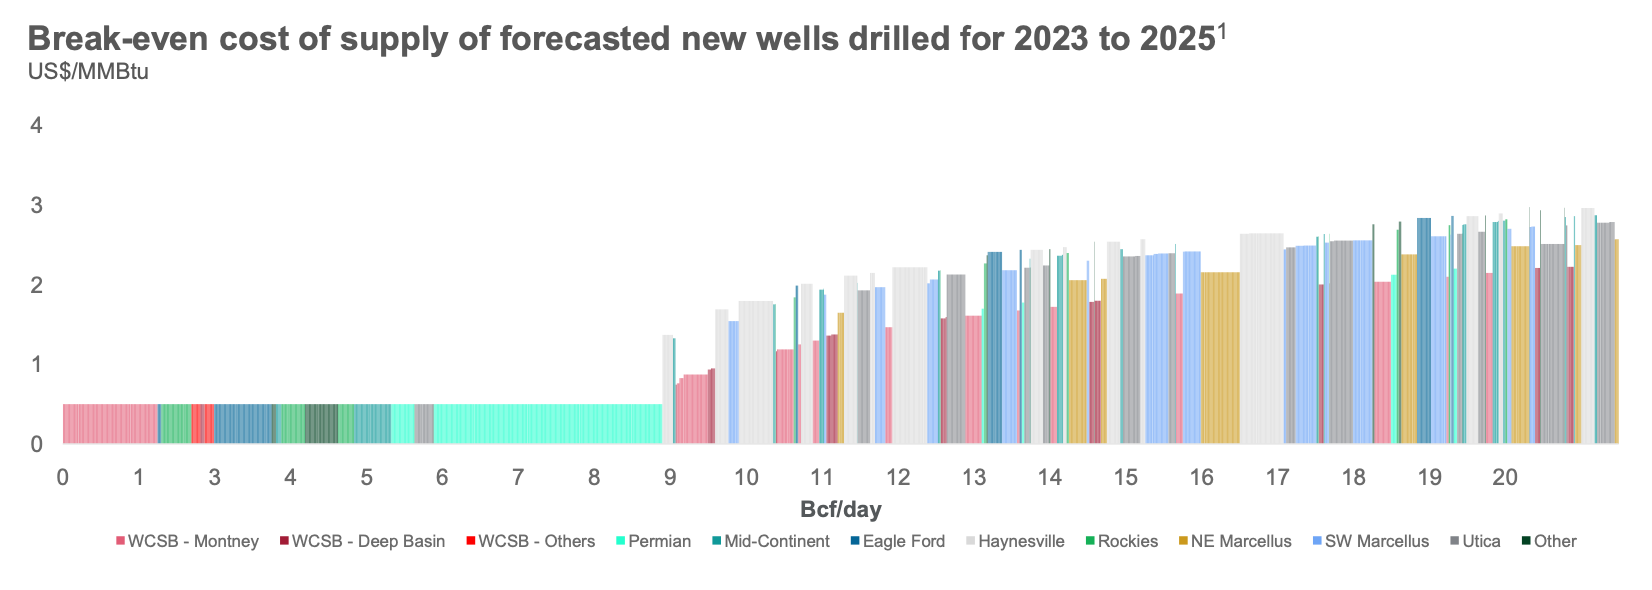 Break-even cost of supply of forecasted new wells drilled for 2023 to 2025¹
US$/MMBtu
4
3
2
1
0
0 1 3 4 5 6 7 8 9 10 11 12 13 14 15 16 17 18 19 20
Bcf/day
WCSB - Montney WCSB - Deep Basin WCSB - Others Permian Mid-Continent Eagle Ford Haynesville Rockies NE Marcellus SW Marcellus Utica Other